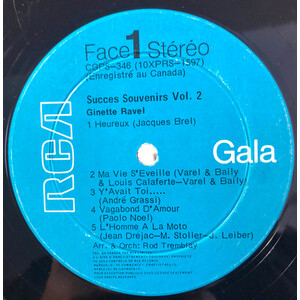 Face 1 Stéréo
CGPS-346 (10XPRS-1597)
(Enregistré au Canada)
Succes Souvenirs Vol. 2
Ginette Ravel
1 Heureux (Jacques Brel)
RCA
Gala
2 Ma Vie S'Eveille (Varel & Bailly
& Louis Calaferte-Varel & Bally)
3 Y'Avait Toi.....
(André Grassi)
4 Vagabond D'Amour
(Paolo Noel)
5 L'Homme A La Moto
(Jean Dréjac-M. Stoller-J. Leiber)
Arr. & Orch: Rod Tremblay